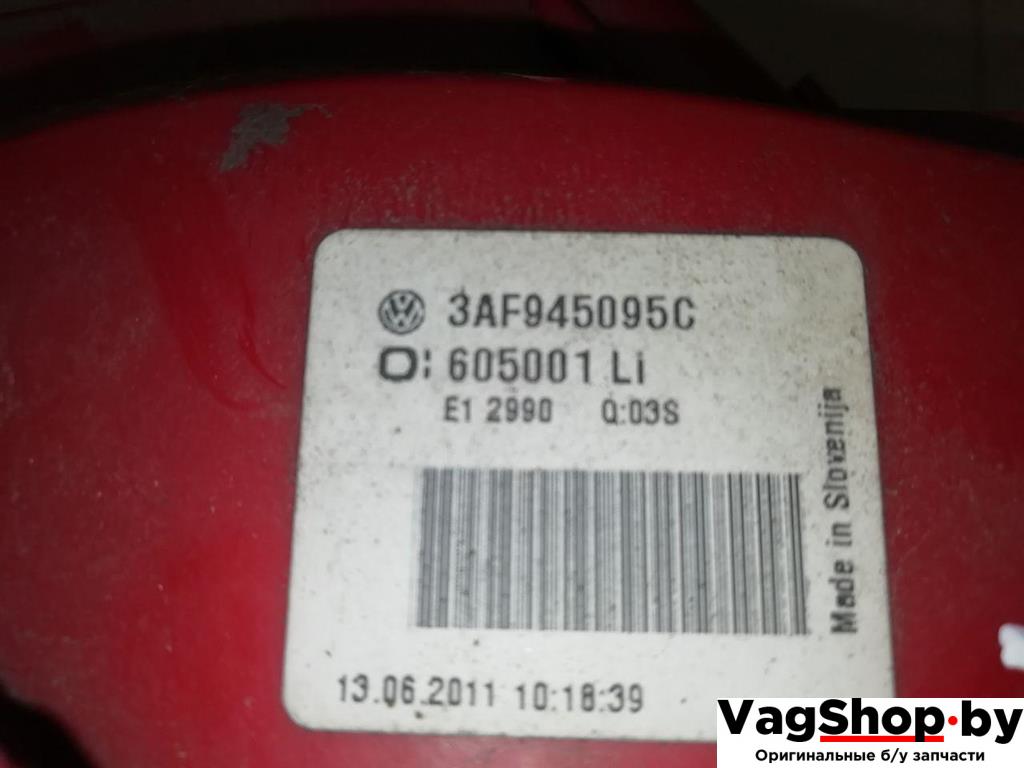 3AF945095C
O: 605001 Li
E1 2990 Q:03S
Made in Slovenija
13.06.2011 10:18:39
VagShop.by
Оригинальные б/у запчасти